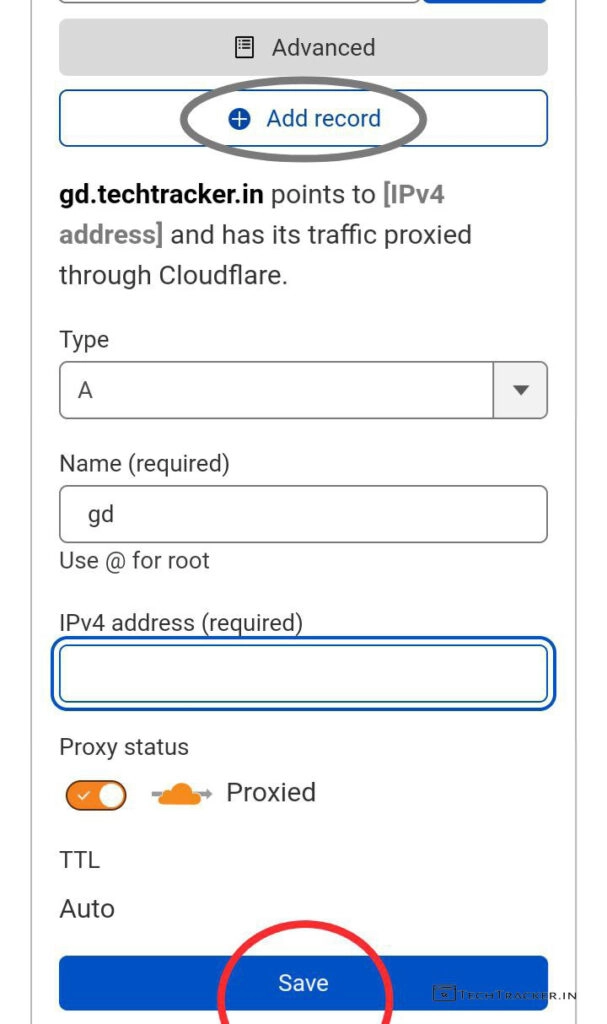 Advanced
Add record
gd.techtracker.in points to [IPv4
address] and has its traffic proxied
through Cloudflare.
Type
A
Name (required)
gd
Use @ for root
IPv4 address (required)
Proxy status
Proxied
TTL
Auto
Save
TECHTRACKER.IN